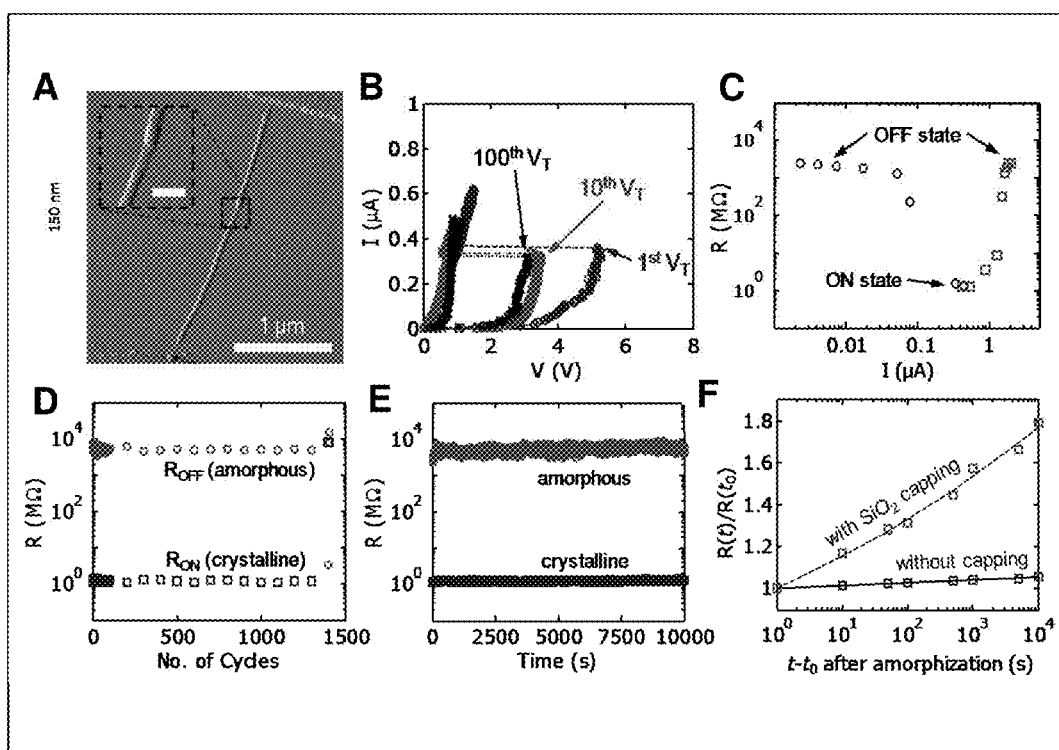 A
150 nm
1 μm
B
I (μA)
1
0.8
0.6
0.4
0.2
0
100th VT
10th VT
1st VT
0 2 4 6 8
V (V)
C
R (MΩ)
10^4
10^2
10^0
OFF state
ON state
0.01 0.1 1
I (μA)
D
R (MΩ)
10^4
10^2
10^0
ROFF (amorphous)
RON (crystalline)
0 500 1000 1500
No. of Cycles
E
R (MΩ)
10^4
10^2
10^0
amorphous
crystalline
0 2500 5000 7500 10000
Time (s)
F
R(t)/R(t0)
1.8
1.6
1.4
1.2
1
with SiO2 capping
without capping
10^0 10^1 10^2 10^3 10^4
t-t0 after amorphization (s)